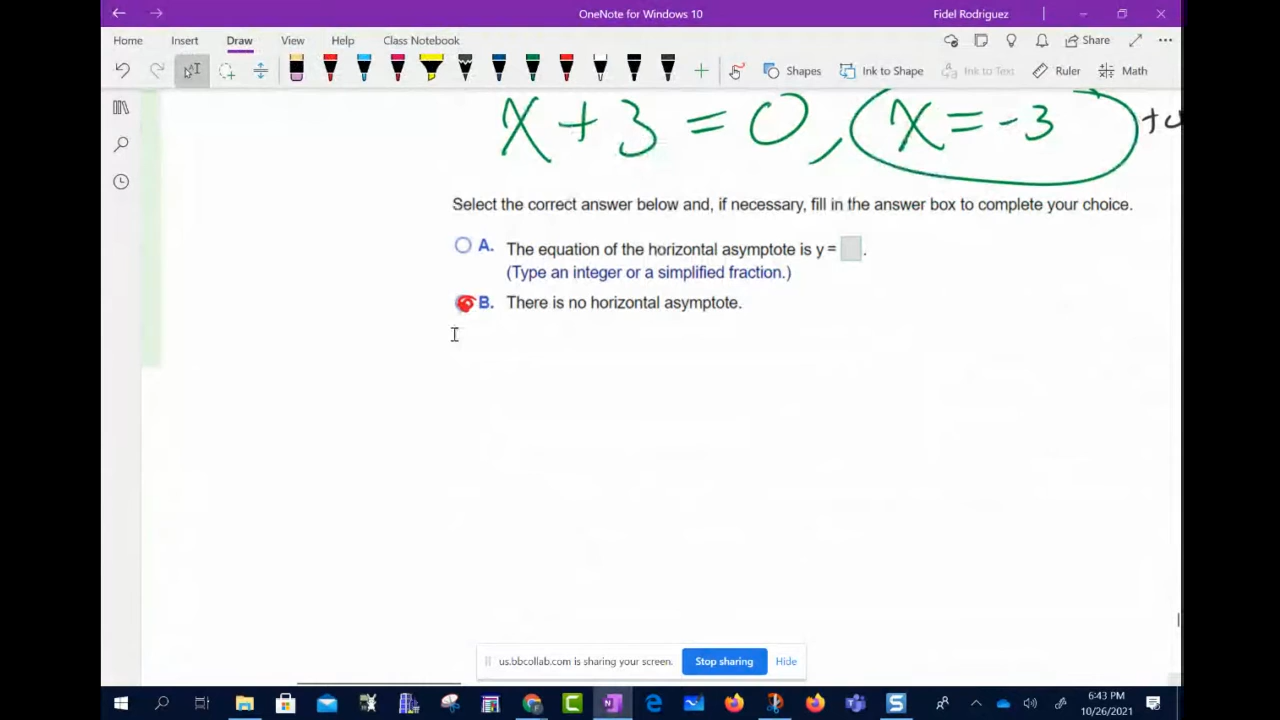 OneNote for Windows 10
Fidel Rodriguez
Home Insert Draw View Help Class Notebook
Share
Shapes Ink to Shape Ink to Text Ruler Math
x + 3 = 0, x = -3
Select the correct answer below and, if necessary, fill in the answer box to complete your choice.
A. The equation of the horizontal asymptote is y = .
(Type an integer or a simplified fraction.)
B. There is no horizontal asymptote.
us.bbcollab.com is sharing your screen. Stop sharing Hide
6:43 PM
10/26/2021